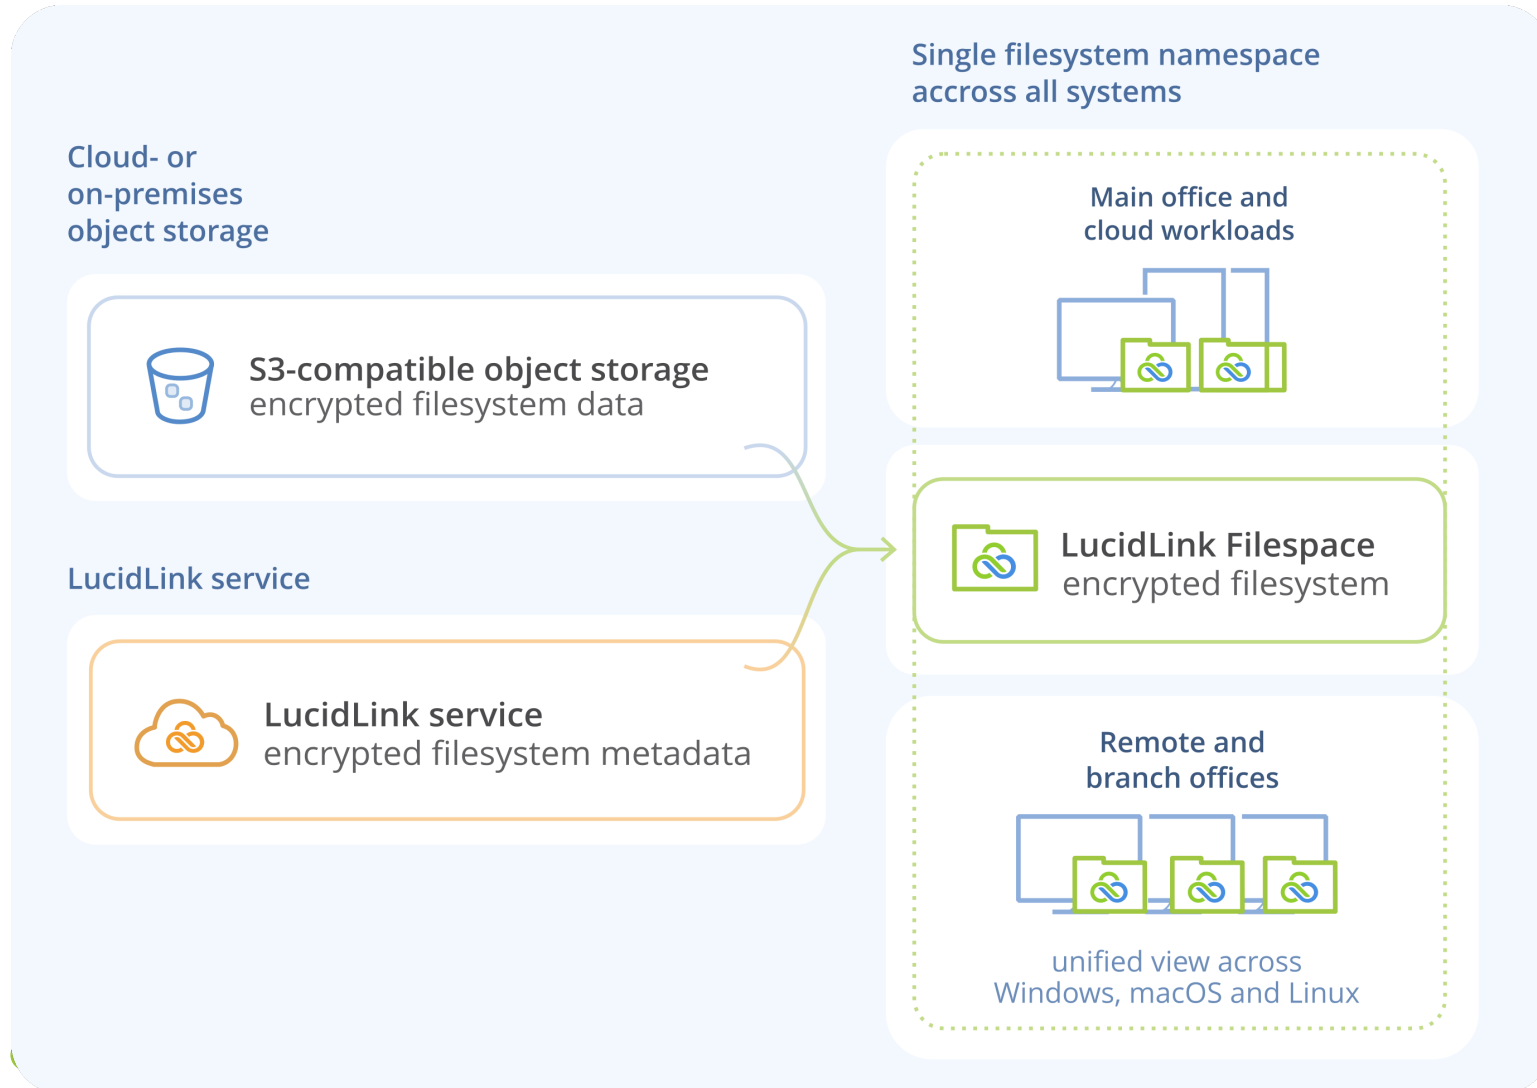 Cloud- or
on-premises
object storage
S3-compatible object storage
encrypted filesystem data
LucidLink service
LucidLink service
encrypted filesystem metadata
Single filesystem namespace
accross all systems
Main office and
cloud workloads
LucidLink Filespace
encrypted filesystem
Remote and
branch offices
unified view across
Windows, macOS and Linux